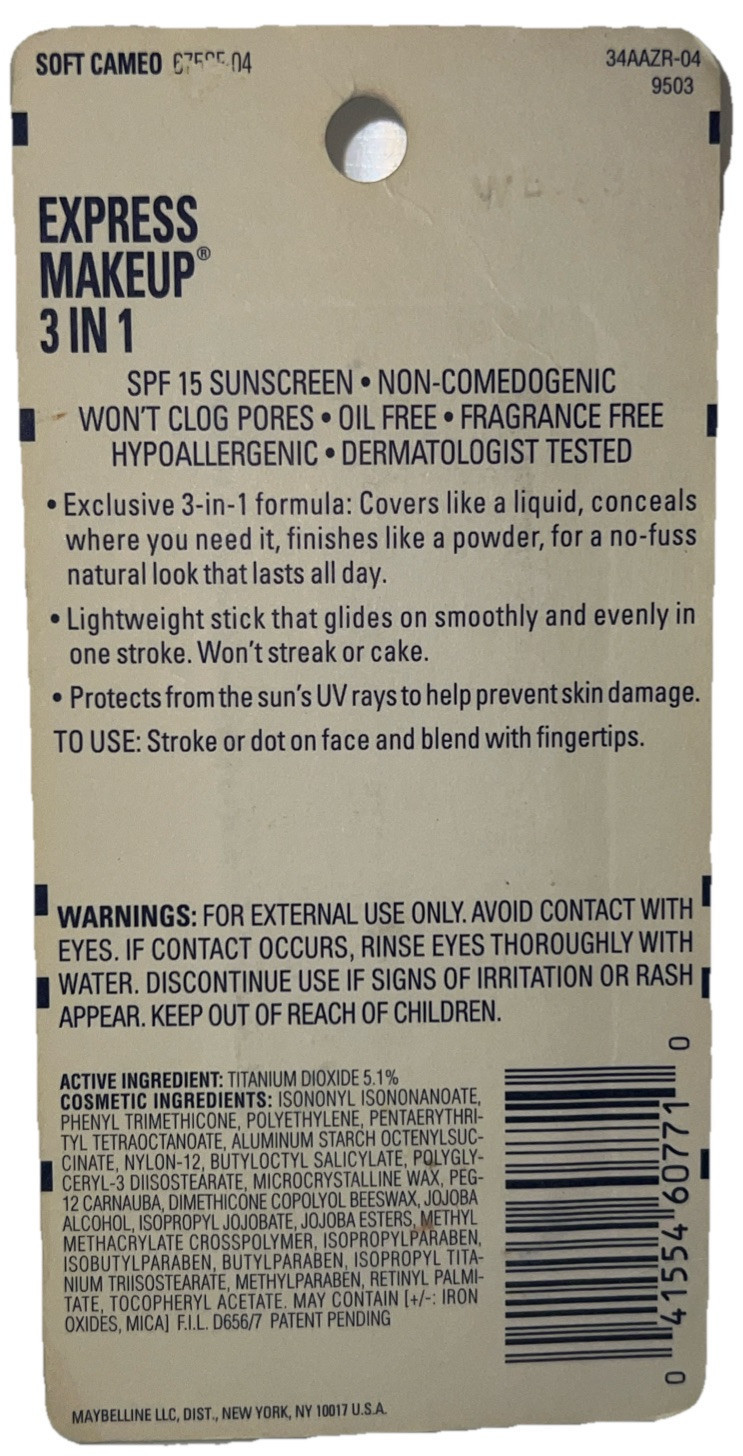 SOFT CAMEO
34AAZR-04
9503
EXPRESS
MAKEUP®
3 IN 1
SPF 15 SUNSCREEN • NON-COMEDOGENIC
WON'T CLOG PORES • OIL FREE • FRAGRANCE FREE
HYPOALLERGENIC • DERMATOLOGIST TESTED
• Exclusive 3-in-1 formula: Covers like a liquid, conceals
where you need it, finishes like a powder, for a no-fuss
natural look that lasts all day.
• Lightweight stick that glides on smoothly and evenly in
one stroke. Won't streak or cake.
• Protects from the sun's UV rays to help prevent skin damage.
TO USE: Stroke or dot on face and blend with fingertips.
WARNINGS: FOR EXTERNAL USE ONLY. AVOID CONTACT WITH
EYES. IF CONTACT OCCURS, RINSE EYES THOROUGHLY WITH
WATER. DISCONTINUE USE IF SIGNS OF IRRITATION OR RASH
APPEAR. KEEP OUT OF REACH OF CHILDREN.
ACTIVE INGREDIENT: TITANIUM DIOXIDE 5.1%
COSMETIC INGREDIENTS: ISONONYL ISONONANOATE,
PHENYL TRIMETHICONE, POLYETHYLENE, PENTAERYTHRI-
TYL TETRAOCTANOATE, ALUMINUM STARCH OCTENYLSUC-
CINATE, NYLON-12, BUTYLOCTYL SALICYLATE, POLYGLY-
CERYL-3 DIISOSTEARATE, MICROCRYSTALLINE WAX, PEG-
12 CARNAUBA, DIMETHICONE COPOLYOL BEESWAX, JOJOBA
ALCOHOL, ISOPROPYL JOJOBATE, JOJOBA ESTERS, METHYL
METHACRYLATE CROSSPOLYMER, ISOPROPYLPARABEN,
ISOBUTYLPARABEN, BUTYLPARABEN, ISOPROPYL TITA-
NIUM TRIISOSTEARATE, METHYLPARABEN, RETINYL PALMI-
TATE, TOCOPHERYL ACETATE. MAY CONTAIN [+/-: IRON
OXIDES, MICA] F.I.L. D656/7 PATENT PENDING
0 41554 60771 0
MAYBELLINE LLC, DIST., NEW YORK, NY 10017 U.S.A.